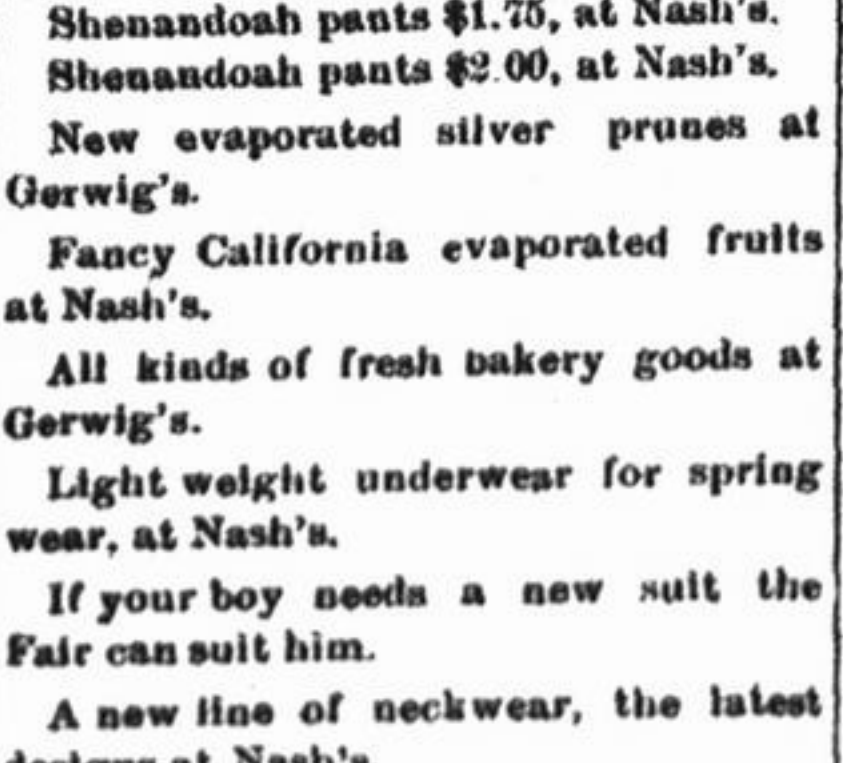 Shenandoah pants $1.75, at Nash's.
Shenandoah pants $2.00, at Nash's.
New evaporated silver prunes at
Gerwig's.
Fancy California evaporated fruits
at Nash's.
All kinds of fresh bakery goods at
Gerwig's.
Light weight underwear for spring
wear, at Nash's.
If your boy needs a new suit the
Fair can suit him.
A new line of neckwear, the latest
designs at Nash's